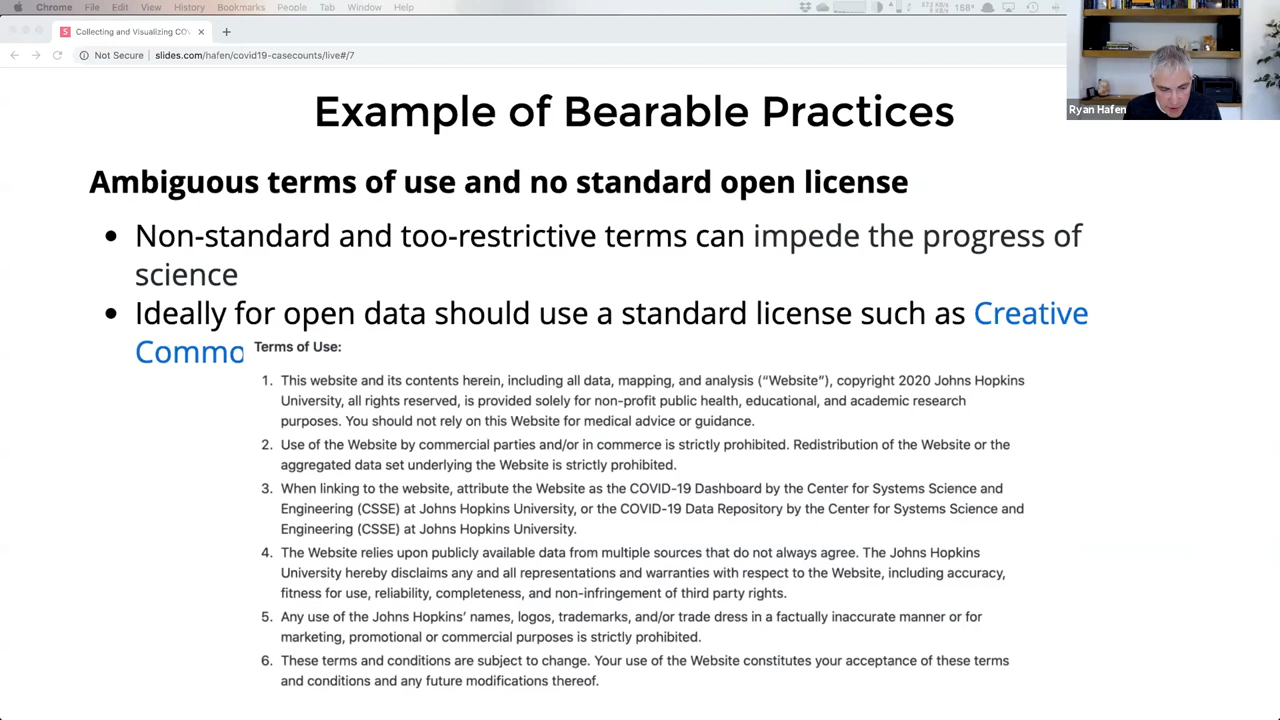 Chrome File Edit View History Bookmarks People Tab Window Help
158°
Collecting and Visualizing COV
Not Secure slides.com/hafen/covid19-casecounts/live#/7
Ryan Hafen
Example of Bearable Practices
Ambiguous terms of use and no standard open license
• Non-standard and too-restrictive terms can impede the progress of
science
• Ideally for open data should use a standard license such as Creative
Commo
Terms of Use:
1. This website and its contents herein, including all data, mapping, and analysis (“Website”), copyright 2020 Johns Hopkins
University, all rights reserved, is provided solely for non-profit public health, educational, and academic research
purposes. You should not rely on this Website for medical advice or guidance.
2. Use of the Website by commercial parties and/or in commerce is strictly prohibited. Redistribution of the Website or the
aggregated data set underlying the Website is strictly prohibited.
3. When linking to the website, attribute the Website as the COVID-19 Dashboard by the Center for Systems Science and
Engineering (CSSE) at Johns Hopkins University, or the COVID-19 Data Repository by the Center for Systems Science and
Engineering (CSSE) at Johns Hopkins University.
4. The Website relies upon publicly available data from multiple sources that do not always agree. The Johns Hopkins
University hereby disclaims any and all representations and warranties with respect to the Website, including accuracy,
fitness for use, reliability, completeness, and non-infringement of third party rights.
5. Any use of the Johns Hopkins’ names, logos, trademarks, and/or trade dress in a factually inaccurate manner or for
marketing, promotional or commercial purposes is strictly prohibited.
6. These terms and conditions are subject to change. Your use of the Website constitutes your acceptance of these terms
and conditions and any future modifications thereof.